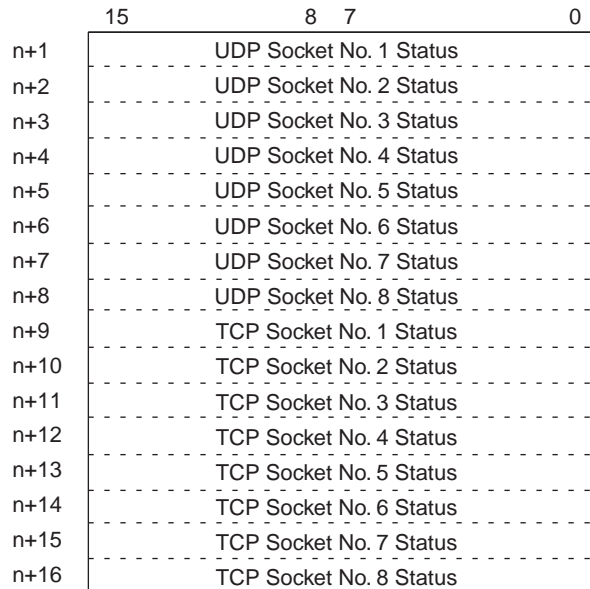 15 8 7 0
n+1 UDP Socket No. 1 Status
n+2 UDP Socket No. 2 Status
n+3 UDP Socket No. 3 Status
n+4 UDP Socket No. 4 Status
n+5 UDP Socket No. 5 Status
n+6 UDP Socket No. 6 Status
n+7 UDP Socket No. 7 Status
n+8 UDP Socket No. 8 Status
n+9 TCP Socket No. 1 Status
n+10 TCP Socket No. 2 Status
n+11 TCP Socket No. 3 Status
n+12 TCP Socket No. 4 Status
n+13 TCP Socket No. 5 Status
n+14 TCP Socket No. 6 Status
n+15 TCP Socket No. 7 Status
n+16 TCP Socket No. 8 Status